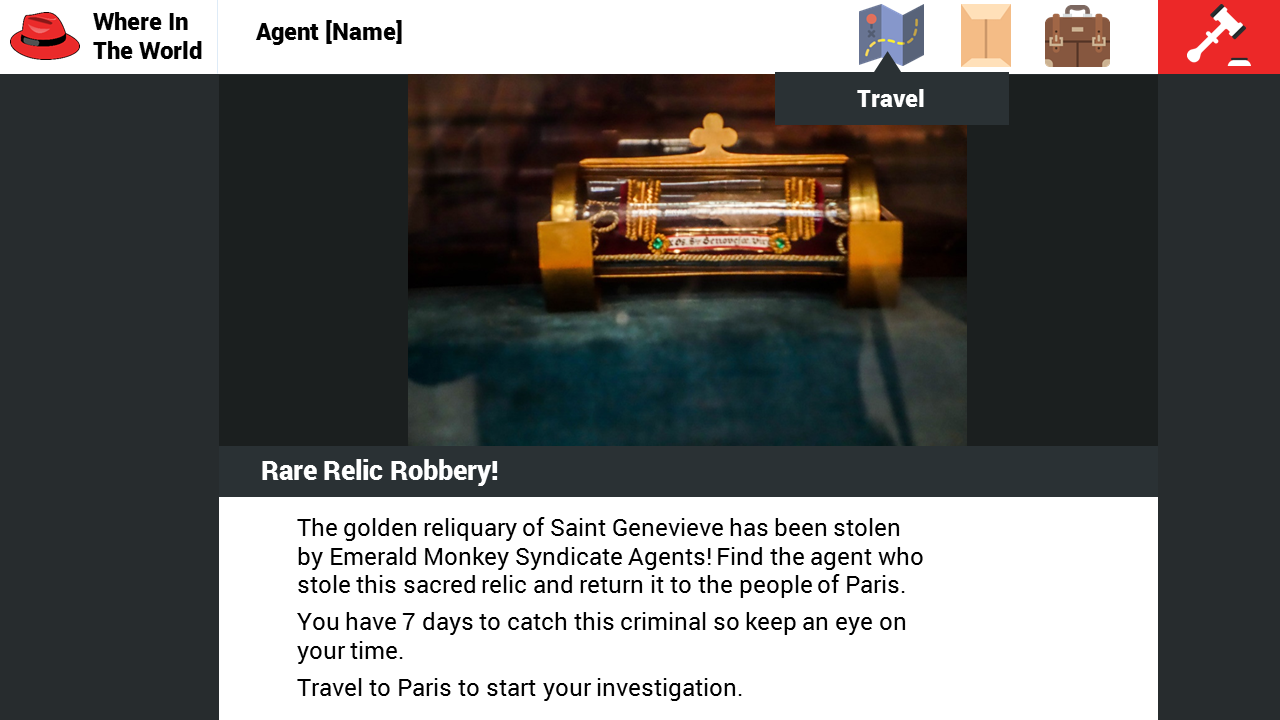 Where In
The World
Agent [Name]
Travel
Rare Relic Robbery!
The golden reliquary of Saint Genevieve has been stolen
by Emerald Monkey Syndicate Agents! Find the agent who
stole this sacred relic and return it to the people of Paris.
You have 7 days to catch this criminal so keep an eye on
your time.
Travel to Paris to start your investigation.